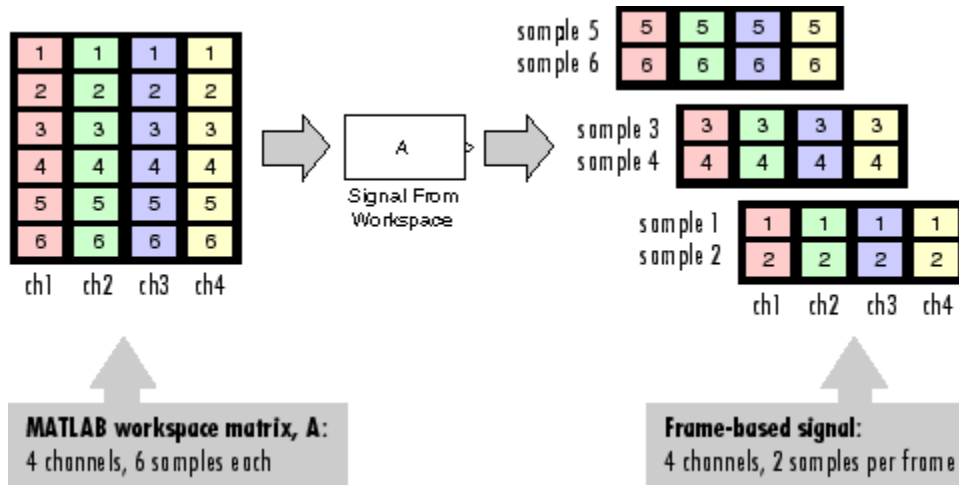 1 1 1 1
2 2 2 2
3 3 3 3
4 4 4 4
5 5 5 5
6 6 6 6
ch1 ch2 ch3 ch4
A
Signal From
Workspace
sample 5 5 5 5 5
sample 6 6 6 6 6
sample 3 3 3 3 3
sample 4 4 4 4 4
sample 1 1 1 1 1
sample 2 2 2 2 2
ch1 ch2 ch3 ch4
MATLAB workspace matrix, A:
4 channels, 6 samples each
Frame-based signal:
4 channels, 2 samples per frame